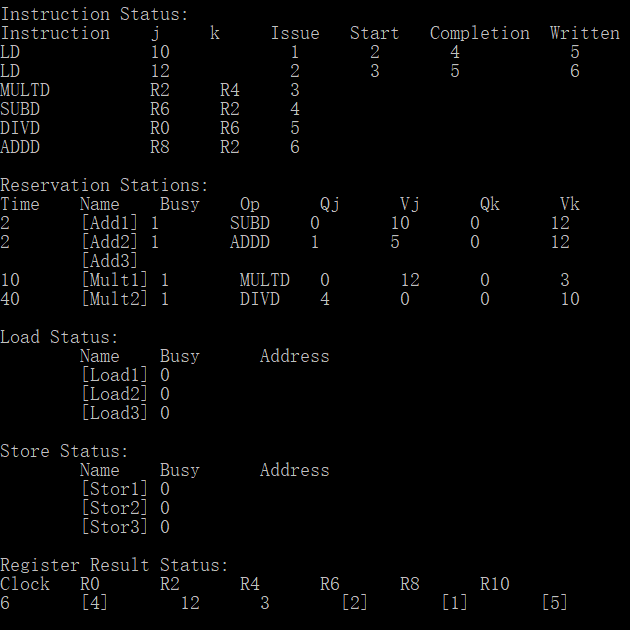 Instruction Status:
Instruction j k Issue Start Completion Written
LD 10 1 2 4 5
LD 12 2 3 5 6
MULTD R2 R4 3
SUBD R6 R2 4
DIVD R0 R6 5
ADDD R8 R2 6
Reservation Stations:
Time Name Busy Op Qj Vj Qk Vk
2 [Add1] 1 SUBD 0 10 0 12
2 [Add2] 1 ADDD 1 5 0 12
[Add3]
10 [Mult1] 1 MULTD 0 12 0 3
40 [Mult2] 1 DIVD 4 0 0 10
Load Status:
Name Busy Address
[Load1] 0
[Load2] 0
[Load3] 0
Store Status:
Name Busy Address
[Stor1] 0
[Stor2] 0
[Stor3] 0
Register Result Status:
Clock R0 R2 R4 R6 R8 R10
6 [4] 12 3 [2] [1] [5]